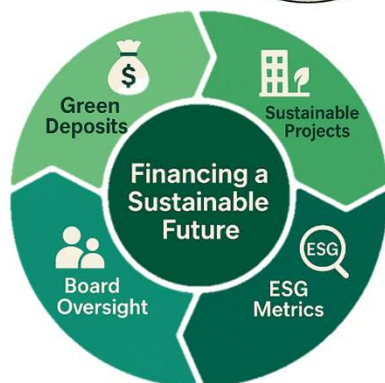 $
Green
Deposits
Sustainable
Projects
Financing a
Sustainable
Future
ESG
ESG
Metrics
Board
Oversight